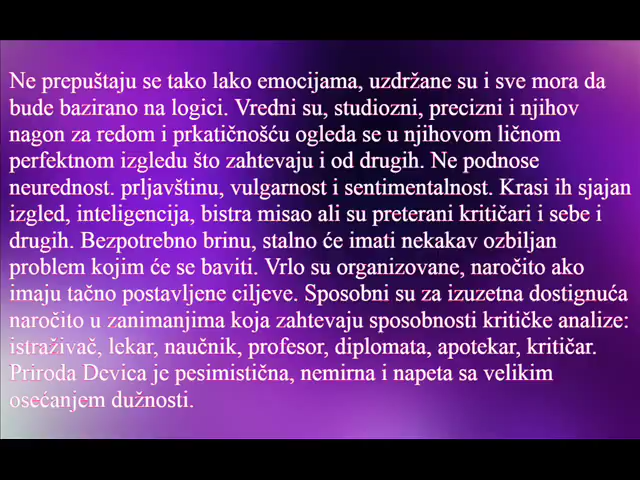 Ne prepuštaju se tako lako emocijama, uzdržane su i sve mora da
bude bazirano na logici. Vredni su, studiozni, precizni i njihov
nagon za redom i prkatičnošću ogleda se u njihovom ličnom
perfektnom izgledu što zahtevaju i od drugih. Ne podnose
neurednost. prljavštinu, vulgarnost i sentimentalnost. Krasi ih sjajan
izgled, inteligencija, bistra misao ali su preterani kritičari i sebe i
drugih. Bezpotrebno brinu, stalno će imati nekakav ozbiljan
problem kojim će se baviti. Vrlo su organizovane, naročito ako
imaju tačno postavljene ciljeve. Sposobni su za izuzetna dostignuća
naročito u zanimanjima koja zahtevaju sposobnosti kritičke analize:
istraživač, lekar, naučnik, profesor, diplomata, apotekar, kritičar.
Priroda Devica je pesimistična, nemirna i napeta sa velikim
osećanjem dužnosti.